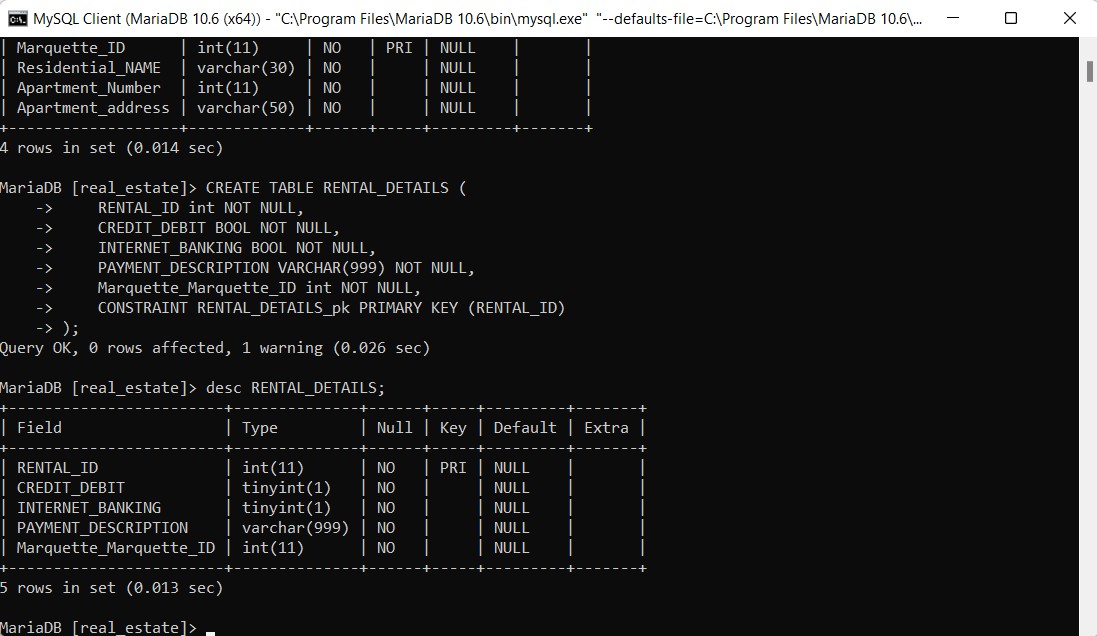 MySQL Client (MariaDB 10.6 (x64)) - "C:\Program Files\MariaDB 10.6\bin\mysql.exe"  "--defaults-file=C:\Program Files\MariaDB 10.6\...
| Marquette_ID      | int(11)     | NO   | PRI | NULL    |       |
| Residential_NAME  | varchar(30) | NO   |     | NULL    |       |
| Apartment_Number  | int(11)     | NO   |     | NULL    |       |
| Apartment_address | varchar(50) | NO   |     | NULL    |       |
+-------------------+-------------+------+-----+---------+-------+
4 rows in set (0.014 sec)
MariaDB [real_estate]> CREATE TABLE RENTAL_DETAILS (
    ->     RENTAL_ID int NOT NULL,
    ->     CREDIT_DEBIT BOOL NOT NULL,
    ->     INTERNET_BANKING BOOL NOT NULL,
    ->     PAYMENT_DESCRIPTION VARCHAR(999) NOT NULL,
    ->     Marquette_Marquette_ID int NOT NULL,
    ->     CONSTRAINT RENTAL_DETAILS_pk PRIMARY KEY (RENTAL_ID)
    -> );
Query OK, 0 rows affected, 1 warning (0.026 sec)
MariaDB [real_estate]> desc RENTAL_DETAILS;
+------------------------+--------------+------+-----+---------+-------+
| Field                  | Type         | Null | Key | Default | Extra |
+------------------------+--------------+------+-----+---------+-------+
| RENTAL_ID              | int(11)      | NO   | PRI | NULL    |       |
| CREDIT_DEBIT           | tinyint(1)   | NO   |     | NULL    |       |
| INTERNET_BANKING       | tinyint(1)   | NO   |     | NULL    |       |
| PAYMENT_DESCRIPTION    | varchar(999) | NO   |     | NULL    |       |
| Marquette_Marquette_ID | int(11)      | NO   |     | NULL    |       |
+------------------------+--------------+------+-----+---------+-------+
5 rows in set (0.013 sec)
MariaDB [real_estate]> _